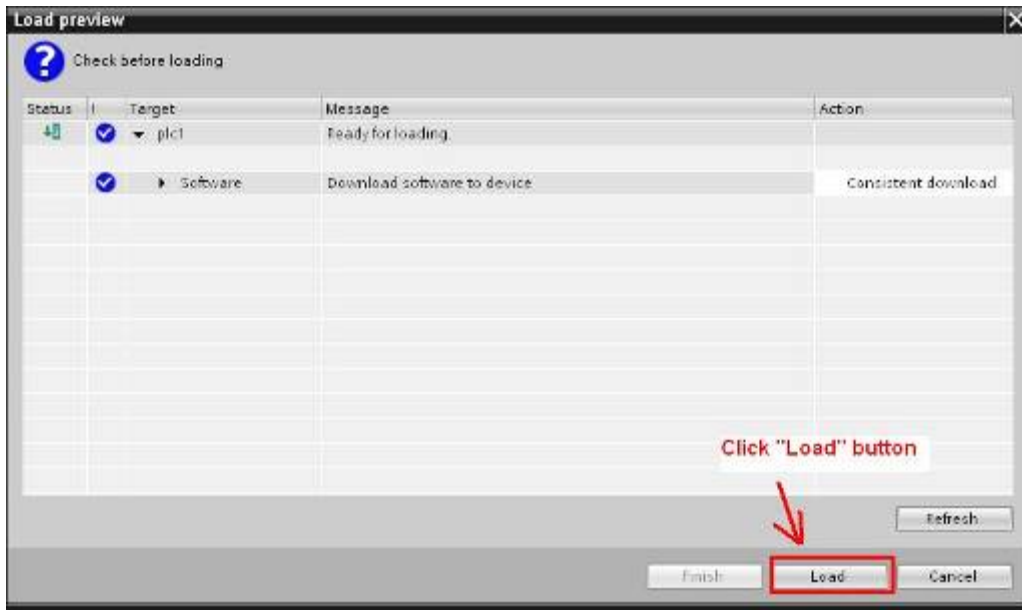 Load preview
Check before loading
Status ! Target Message Action
plc1 Ready for loading.
Software Download software to device Consistent download
Click "Load" button
Refresh
Finish Load Cancel